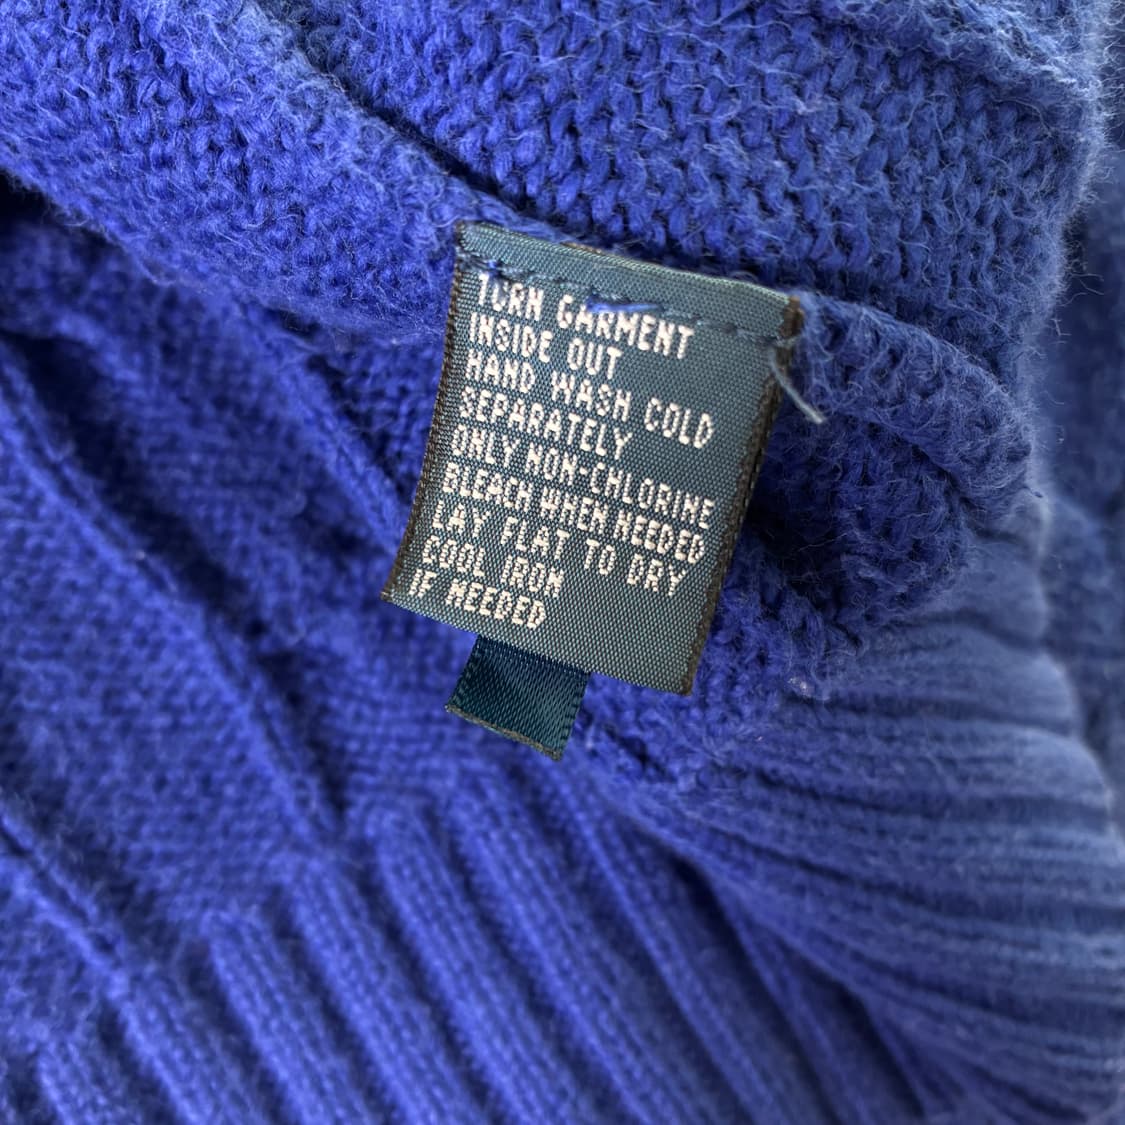 TURN GARMENT
INSIDE OUT
HAND WASH COLD
SEPARATELY
ONLY NON-CHLORINE
BLEACH WHEN NEEDED
LAY FLAT TO DRY
COOL IRON
IF NEEDED